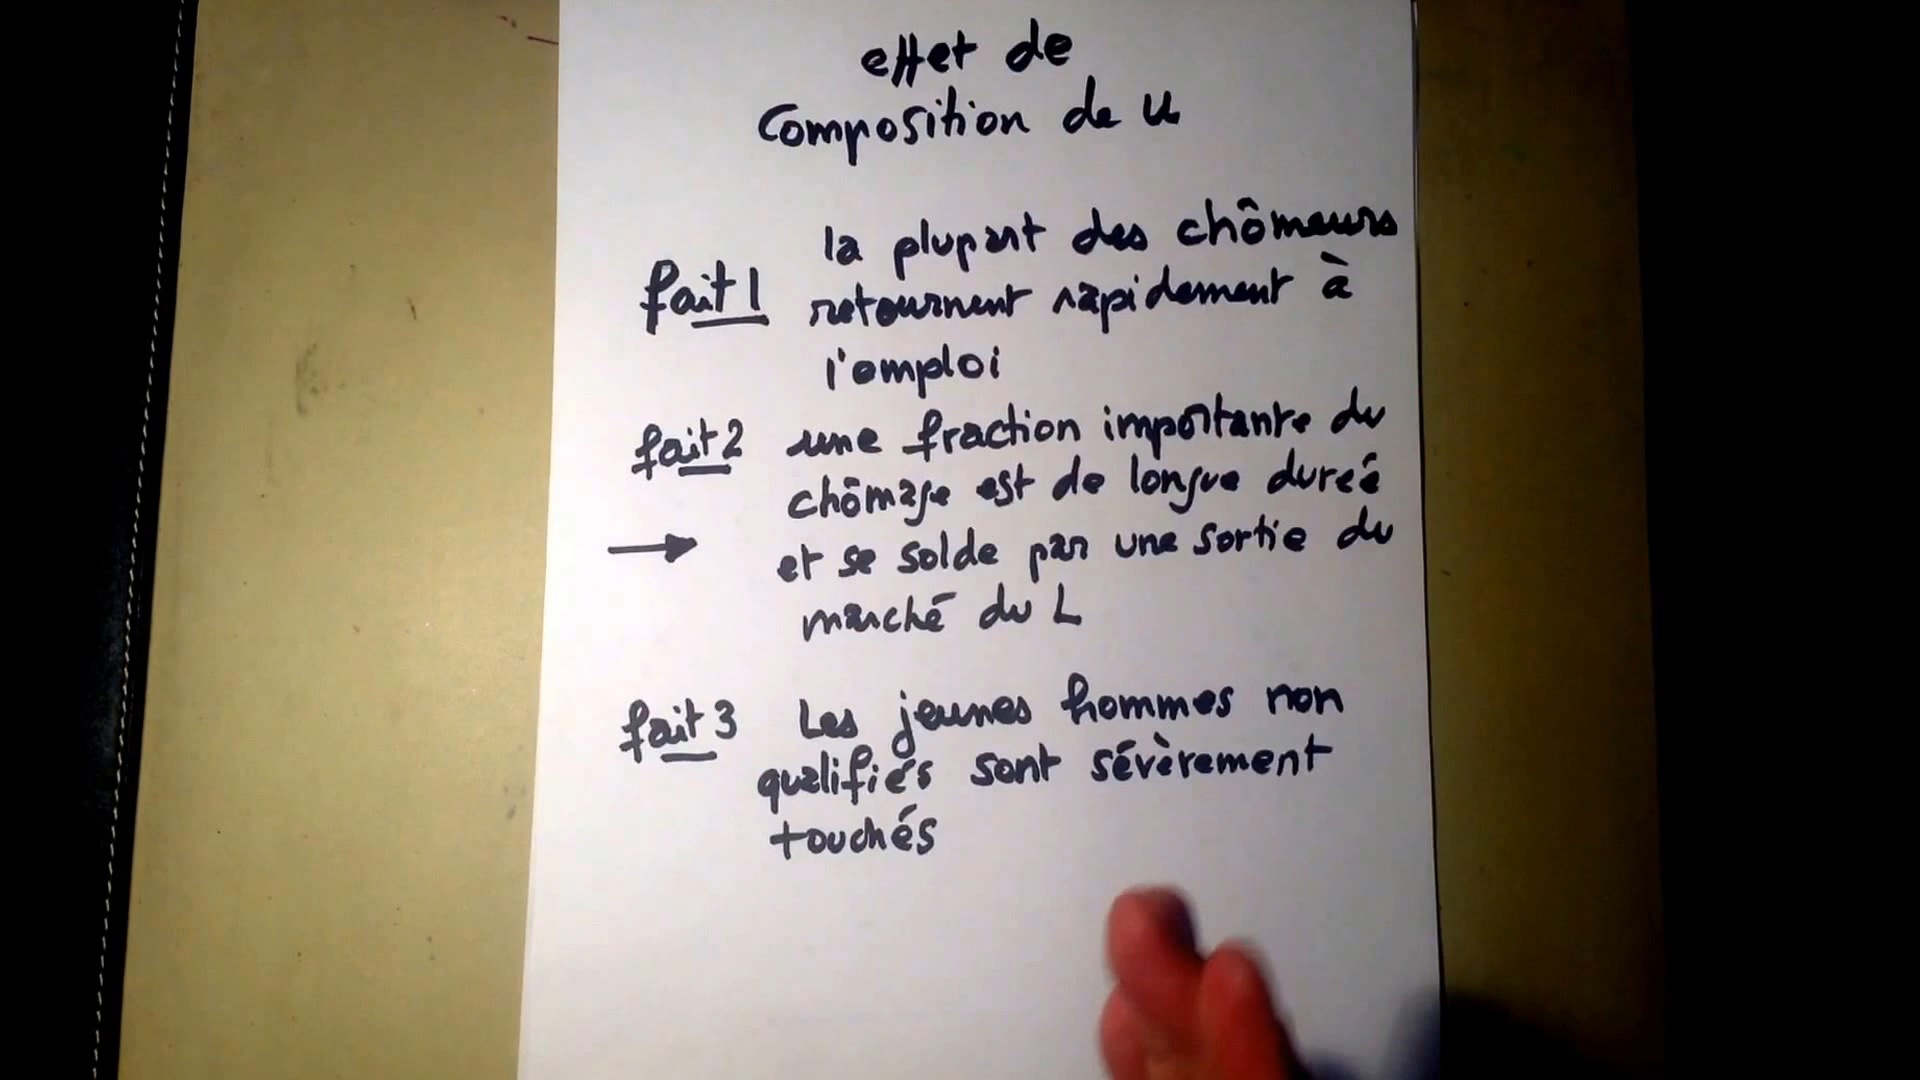 effet de
Composition de u
fait 1 la plupart des chômeurs
retournent rapidement à
l'emploi
fait 2 une fraction importante du
chômage est de longue dureé
et se solde par une sortie du
marché du L
fait 3 Les jeunes hommes non
qualifiés sont sévèrement
touchés